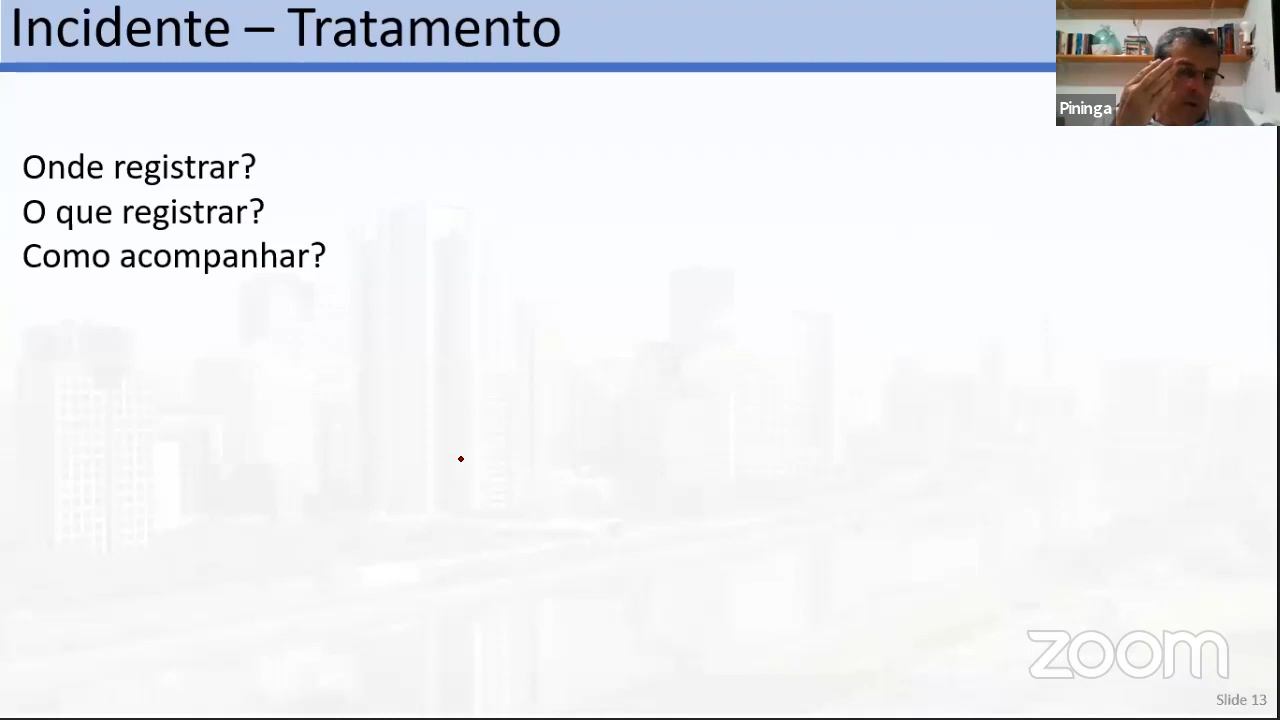 Incidente – Tratamento
Pininga
Onde registrar?
O que registrar?
Como acompanhar?
zoom
Slide 13